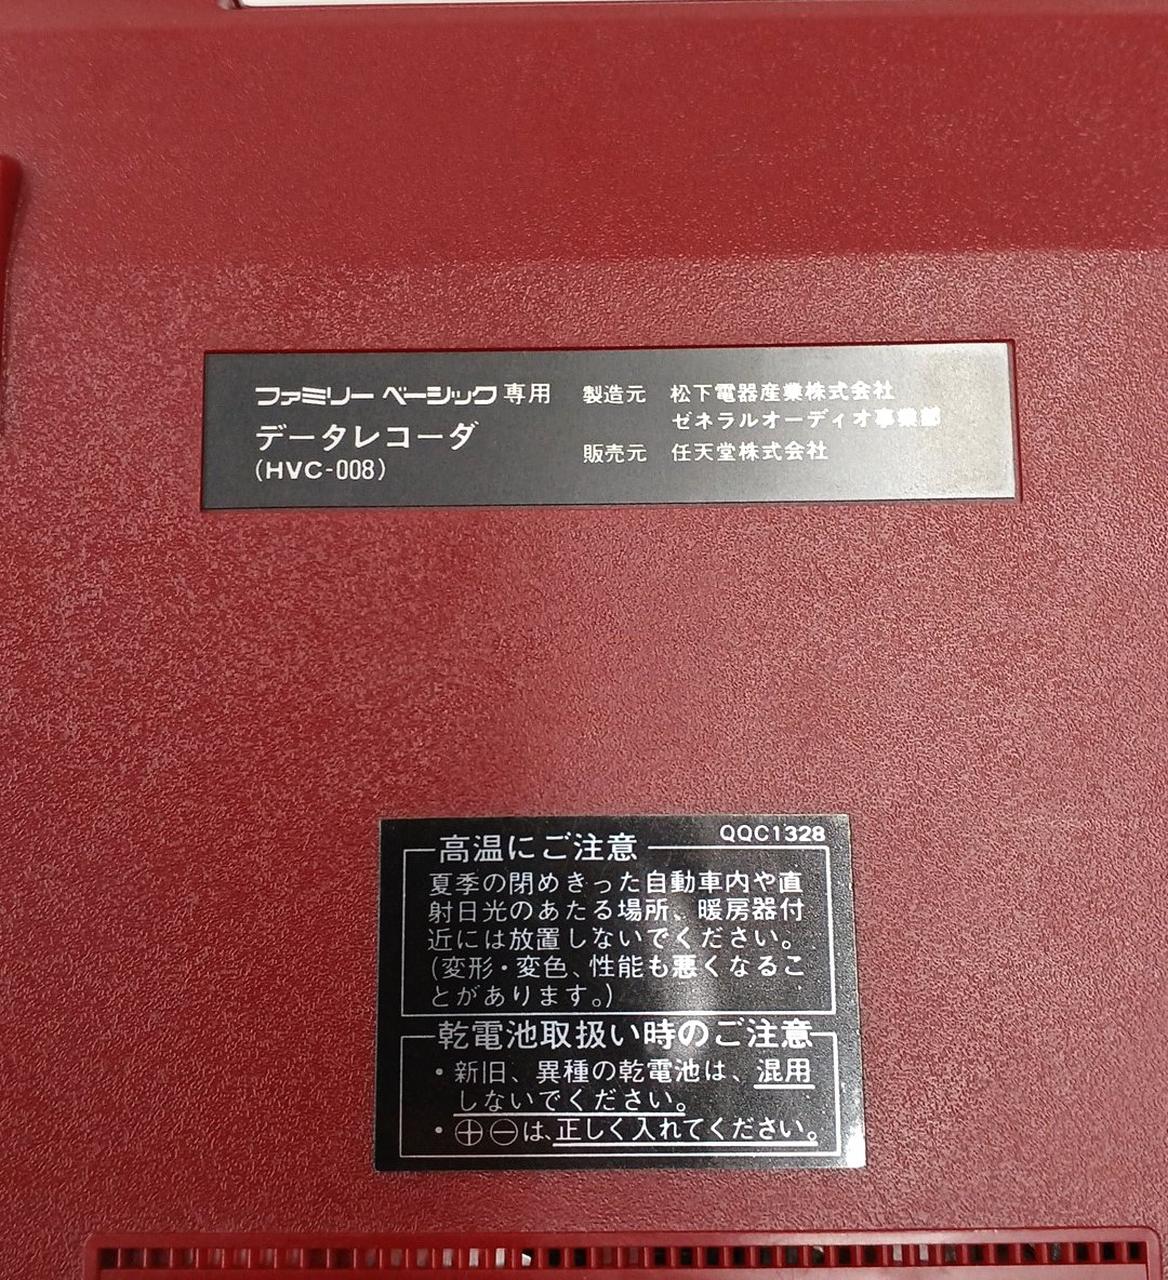 ファミリー ベーシック専用
データレコーダ
(HVC-008)
製造元 松下電器産業株式会社
ゼネラルオーディオ事業部
販売元 任天堂株式会社
QQC1328
高温にご注意
夏季の閉めきった自動車内や直
射日光のあたる場所、暖房器付
近には放置しないでください。
(変形・変色、性能も悪くなるこ
とがあります。)
乾電池取扱い時のご注意
・新旧、異種の乾電池は、混用
しないでください。
・⊕⊖は、正しく入れてください。